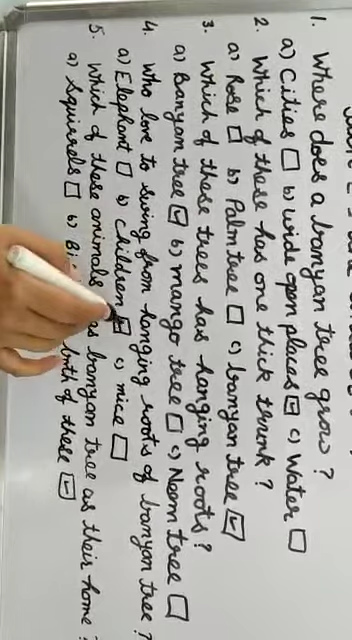 1. Where does a banyan tree grow?
a) Cities ☐ b) wide open places ☑ c) Water ☐
2. Which of these has one thick trunk?
a) Rose ☐ b) Palm tree ☐ c) banyan tree ☑
3. Which of these trees has hanging roots?
a) Banyan tree ☑ b) mango tree ☐ c) Neem tree ☐
4. Who love to swing from hanging roots of banyan tree?
a) Elephant ☐ b) children ☑ c) mice ☐
5. Which of these animals as banyan tree as their home?
a) Squirrels ☐ b) Bi both of these ☑